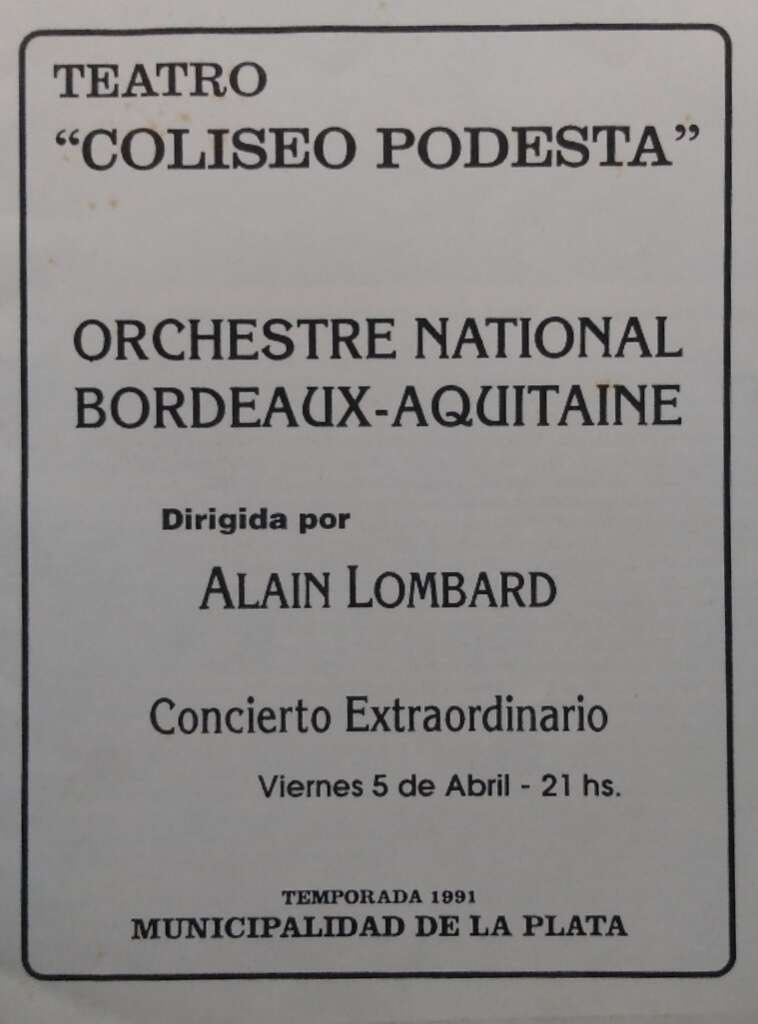 TEATRO
“COLISEO PODESTA”
ORCHESTRE NATIONAL
BORDEAUX-AQUITAINE
Dirigida por
ALAIN LOMBARD
Concierto Extraordinario
Viernes 5 de Abril - 21 hs.
TEMPORADA 1991
MUNICIPALIDAD DE LA PLATA